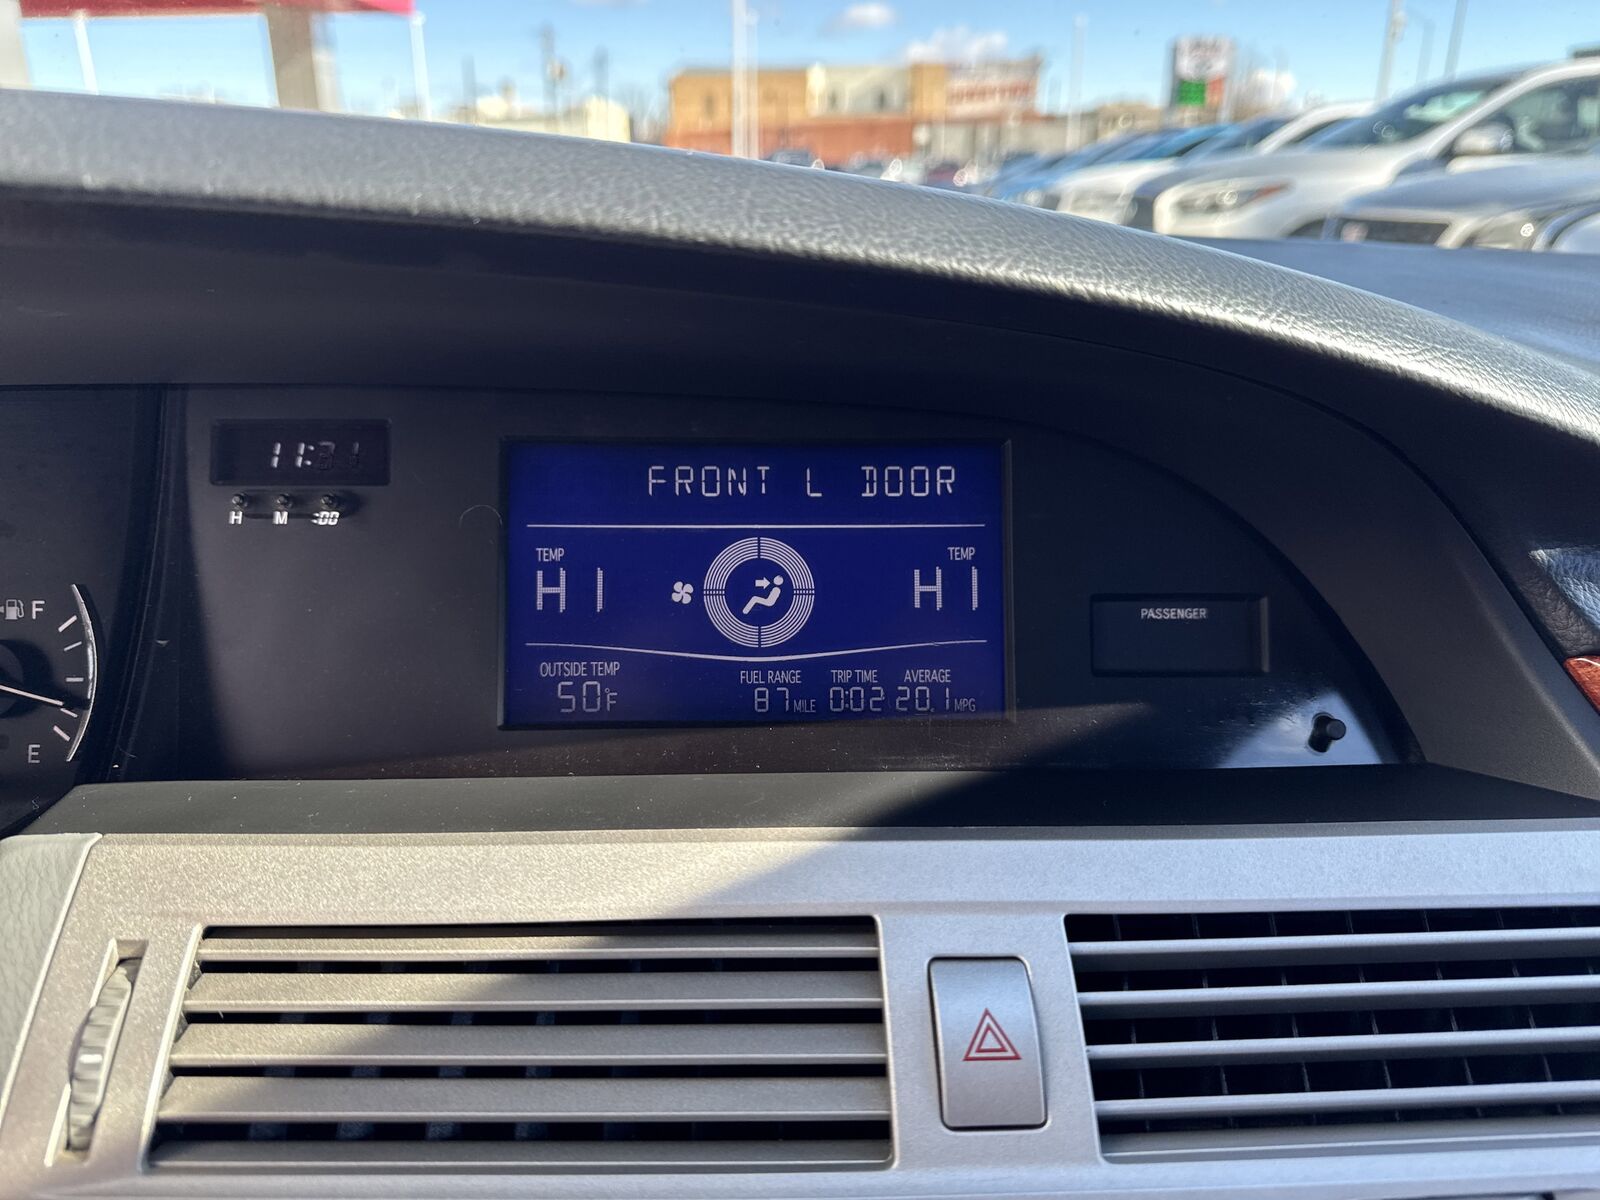 11:31
H M :00
F
E
FRONT L DOOR
TEMP TEMP
HI HI
OUTSIDE TEMP FUEL RANGE TRIP TIME AVERAGE
50°F 87 MILE 0:02 20.1 MPG
PASSENGER